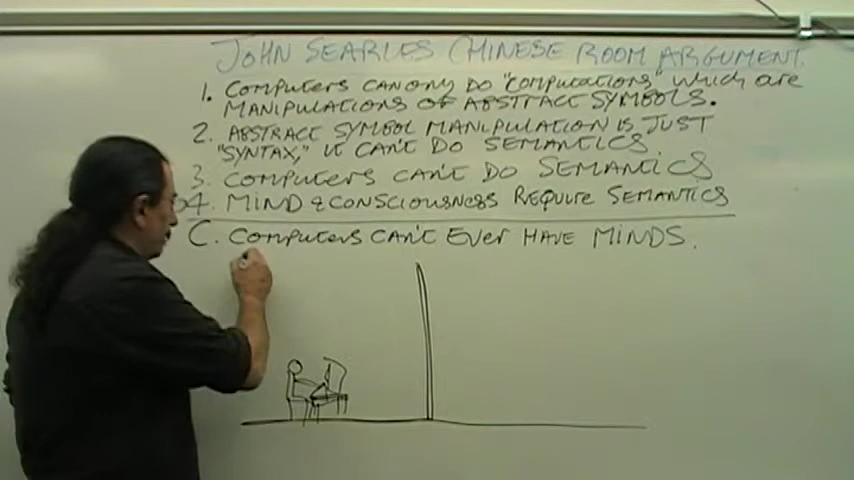 JOHN SEARLES CHINESE ROOM ARGUMENT.
1. COMPUTERS CAN ONY DO "COMPUTATIONS" WHICH ARE
MANIPULATIONS OF ABSTRACT SYMBOLS.
2. ABSTRACT SYMBOL MANIPULATION IS JUST
"SYNTAX," IT CAN'T DO SEMANTICS.
3. COMPUTERS CAN'T DO SEMANTICS
4. MIND & CONSCIOUSNESS REQUIRE SEMANTICS
C. COMPUTERS CAN'T EVER HAVE MINDS.